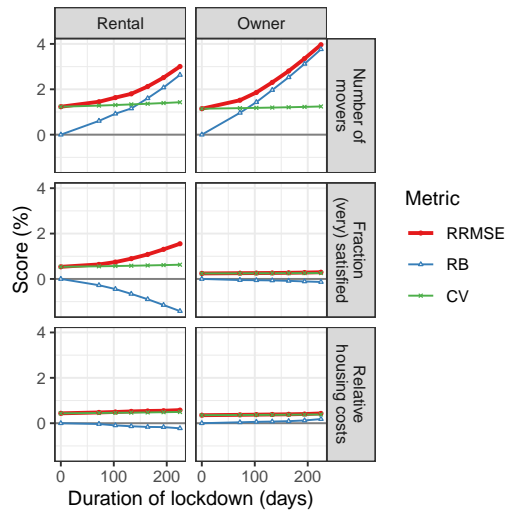 Rental Owner
4
2
0
Number of
movers
4
2
0
Fraction
(very) satisfied
4
2
0
Relative
housing costs
Score (%)
0 100 200 0 100 200
Duration of lockdown (days)
Metric
RRMSE
RB
CV